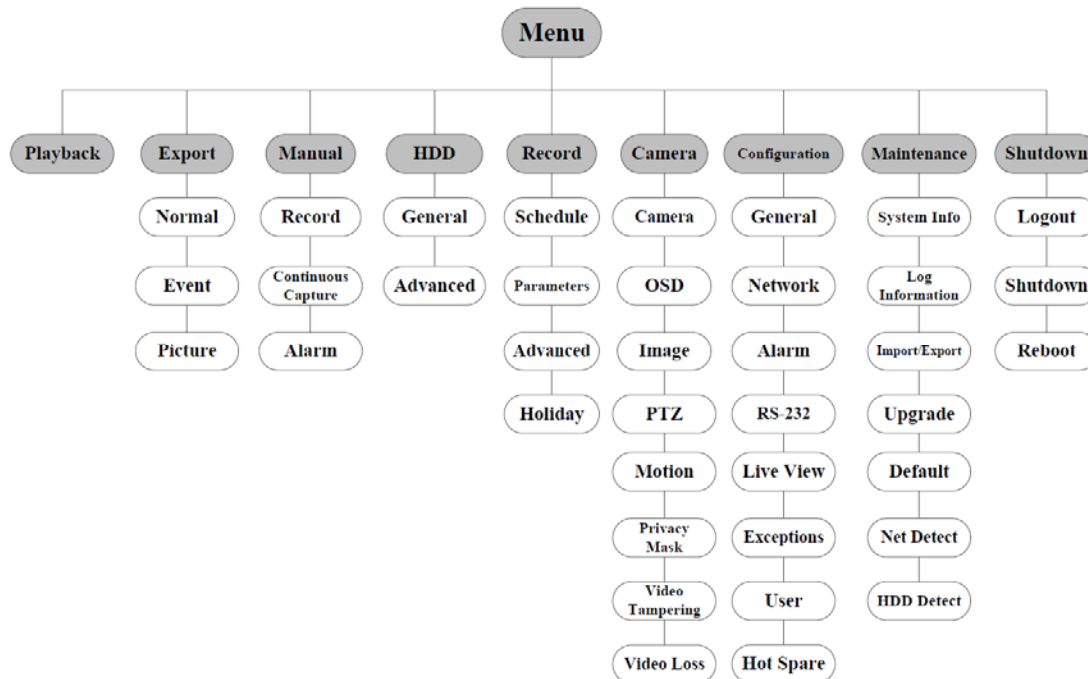 Menu
Playback
Export
Manual
HDD
Record
Camera
Configuration
Maintenance
Shutdown
Normal
Record
General
Schedule
Camera
General
System Info
Logout
Event
Continuous
Capture
Advanced
Parameters
OSD
Network
Log
Information
Shutdown
Picture
Alarm
Advanced
Image
Alarm
Import/Export
Reboot
Holiday
PTZ
RS-232
Upgrade
Motion
Live View
Default
Privacy
Mask
Exceptions
Net Detect
Video
Tampering
User
HDD Detect
Video Loss
Hot Spare